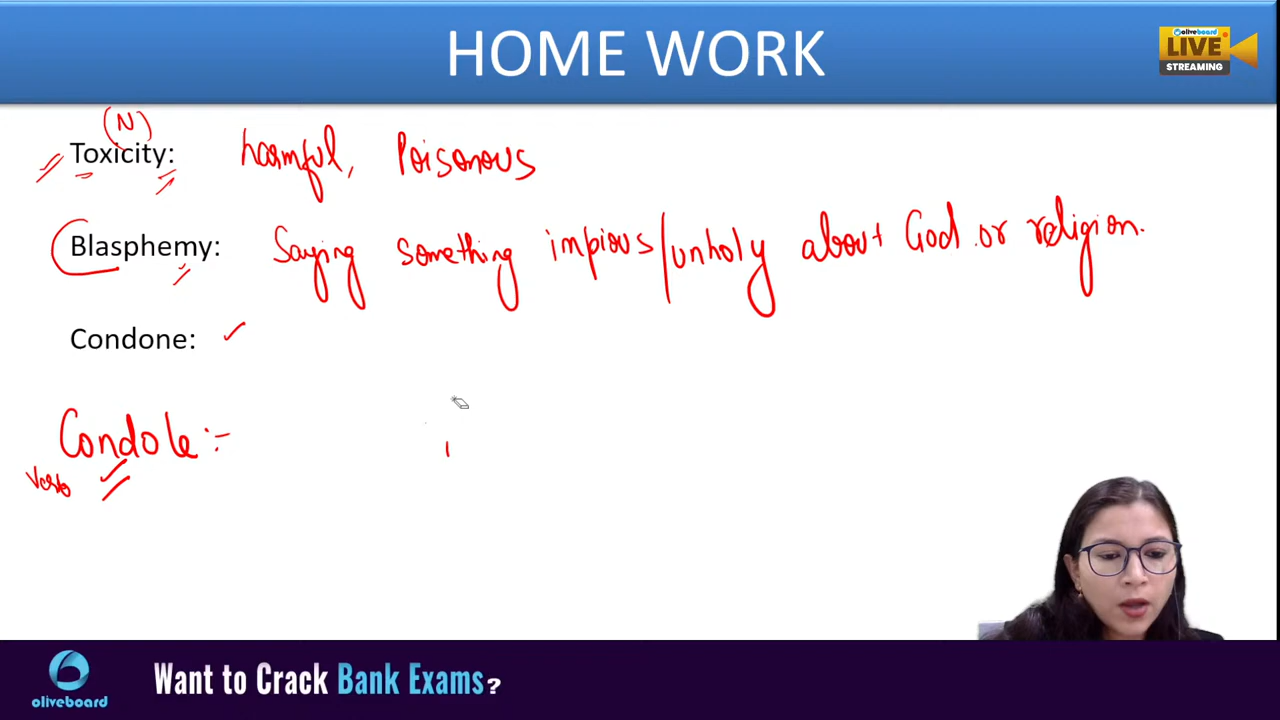 HOME WORK
oliveboard
LIVE
STREAMING
(N)
Toxicity: harmful, Poisonous
Blasphemy: Saying something impious/unholy about God or religion.
Condone:
Condole :-
Verb
oliveboard
Want to Crack Bank Exams?